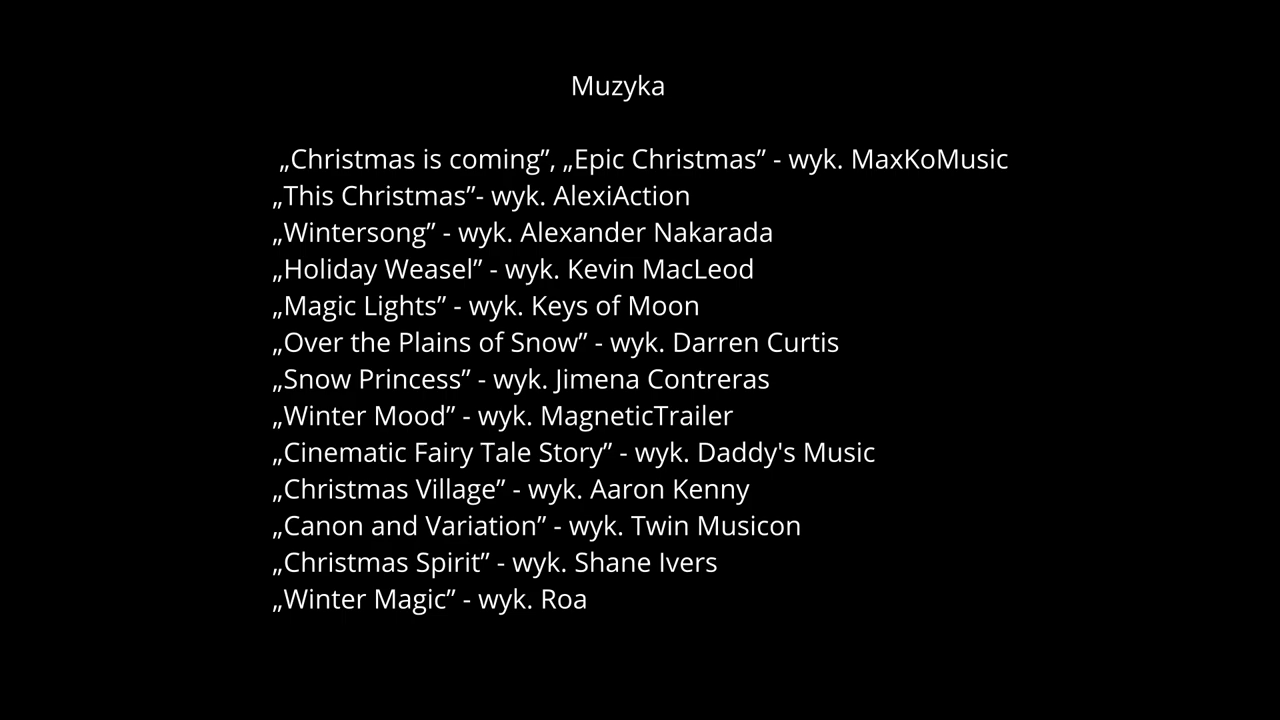 Muzyka
„Christmas is coming”, „Epic Christmas” - wyk. MaxKoMusic
„This Christmas”- wyk. AlexiAction
„Wintersong” - wyk. Alexander Nakarada
„Holiday Weasel” - wyk. Kevin MacLeod
„Magic Lights” - wyk. Keys of Moon
„Over the Plains of Snow” - wyk. Darren Curtis
„Snow Princess” - wyk. Jimena Contreras
„Winter Mood” - wyk. MagneticTrailer
„Cinematic Fairy Tale Story” - wyk. Daddy's Music
„Christmas Village” - wyk. Aaron Kenny
„Canon and Variation” - wyk. Twin Musicon
„Christmas Spirit” - wyk. Shane Ivers
„Winter Magic” - wyk. Roa